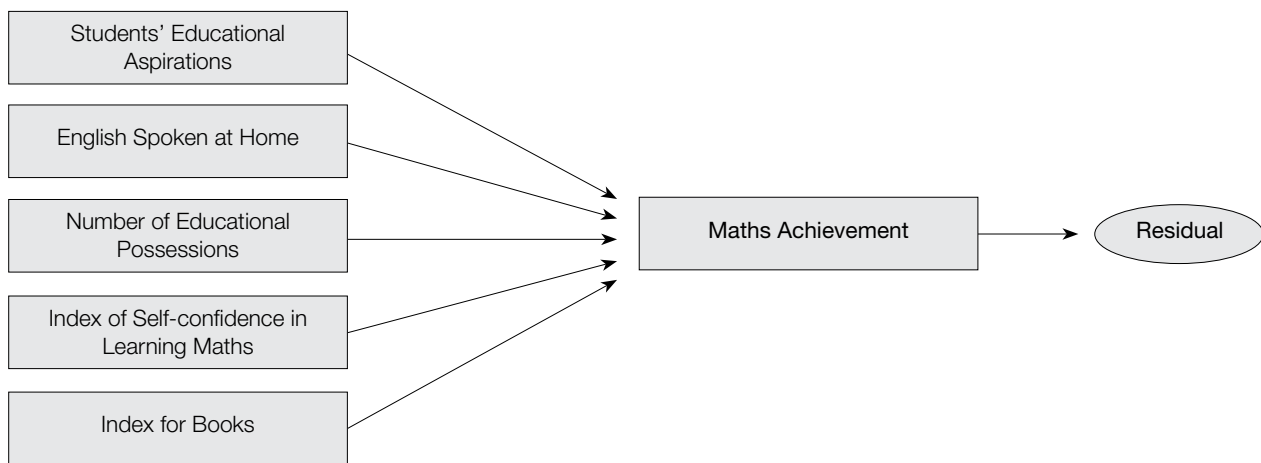 Students’ Educational
Aspirations
English Spoken at Home
Number of Educational
Possessions
Index of Self-confidence in
Learning Maths
Index for Books
Maths Achievement
Residual